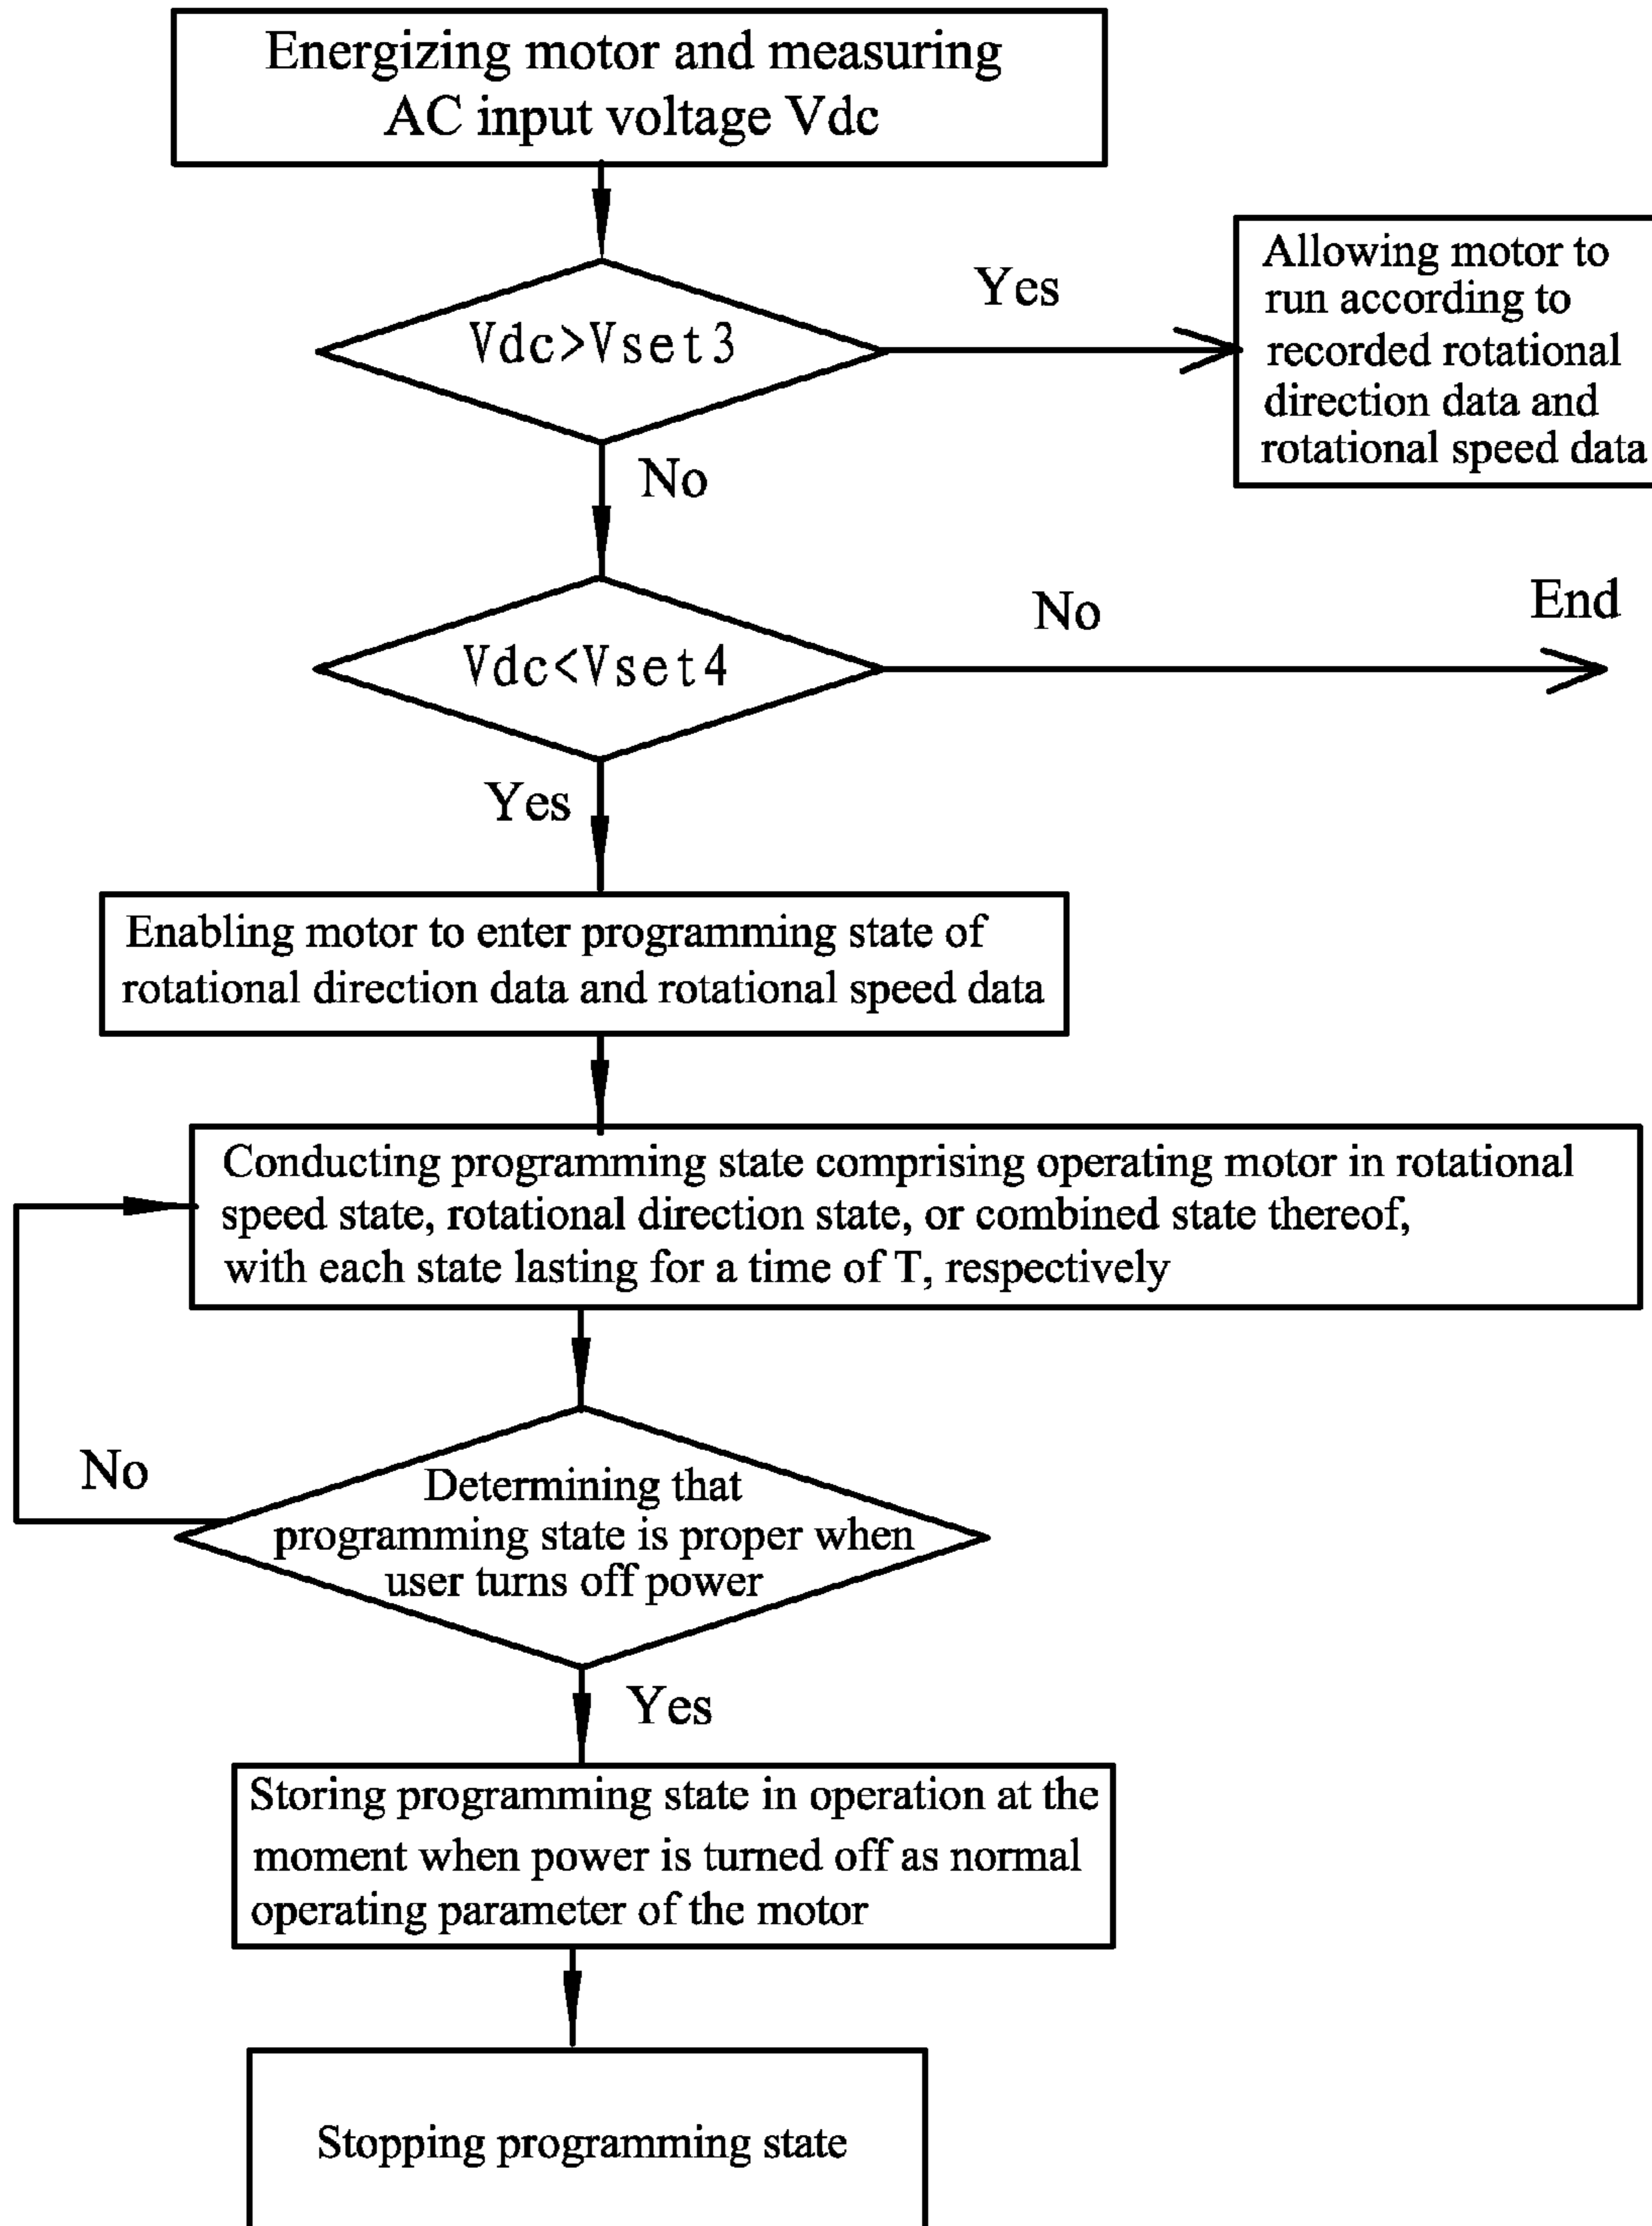 Energizing motor and measuring
AC input voltage Vdc
Vdc>Vset3
Yes
Allowing motor to
run according to
recorded rotational
direction data and
rotational speed data
No
Vdc<Vset4
No
End
Yes
Enabling motor to enter programming state of
rotational direction data and rotational speed data
Conducting programming state comprising operating motor in rotational
speed state, rotational direction state, or combined state thereof,
with each state lasting for a time of T, respectively
No
Determining that
programming state is proper when
user turns off power
Yes
Storing programming state in operation at the
moment when power is turned off as normal
operating parameter of the motor
Stopping programming state